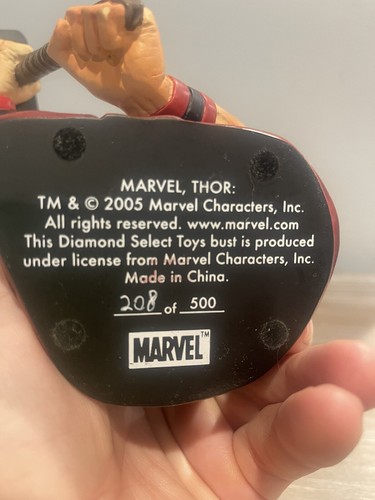 MARVEL, THOR:
TM & © 2005 Marvel Characters, Inc.
All rights reserved. www.marvel.com
This Diamond Select Toys bust is produced
under license from Marvel Characters, Inc.
Made in China.
208 of 500
MARVEL™